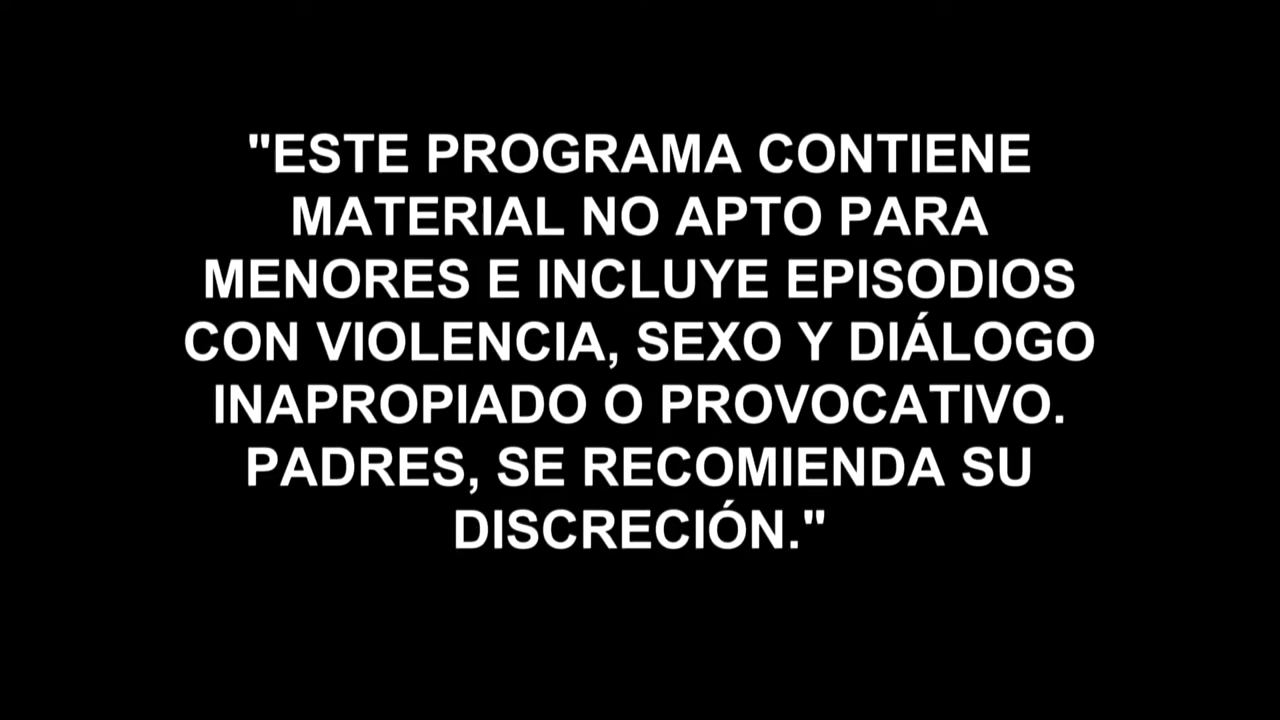 "ESTE PROGRAMA CONTIENE
MATERIAL NO APTO PARA
MENORES E INCLUYE EPISODIOS
CON VIOLENCIA, SEXO Y DIÁLOGO
INAPROPIADO O PROVOCATIVO.
PADRES, SE RECOMIENDA SU
DISCRECIÓN."